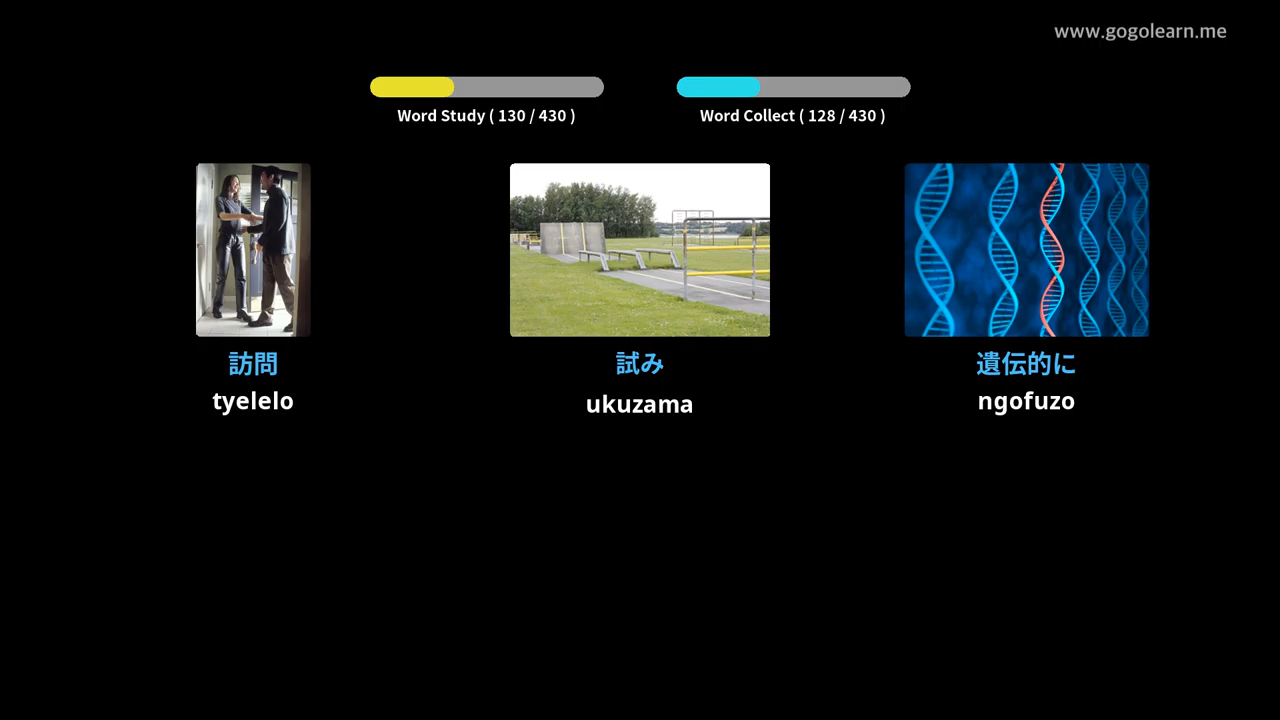 www.gogolearn.me
Word Study ( 130 / 430 )
Word Collect ( 128 / 430 )
訪問
tyelelo
試み
ukuzama
遺伝的に
ngofuzo